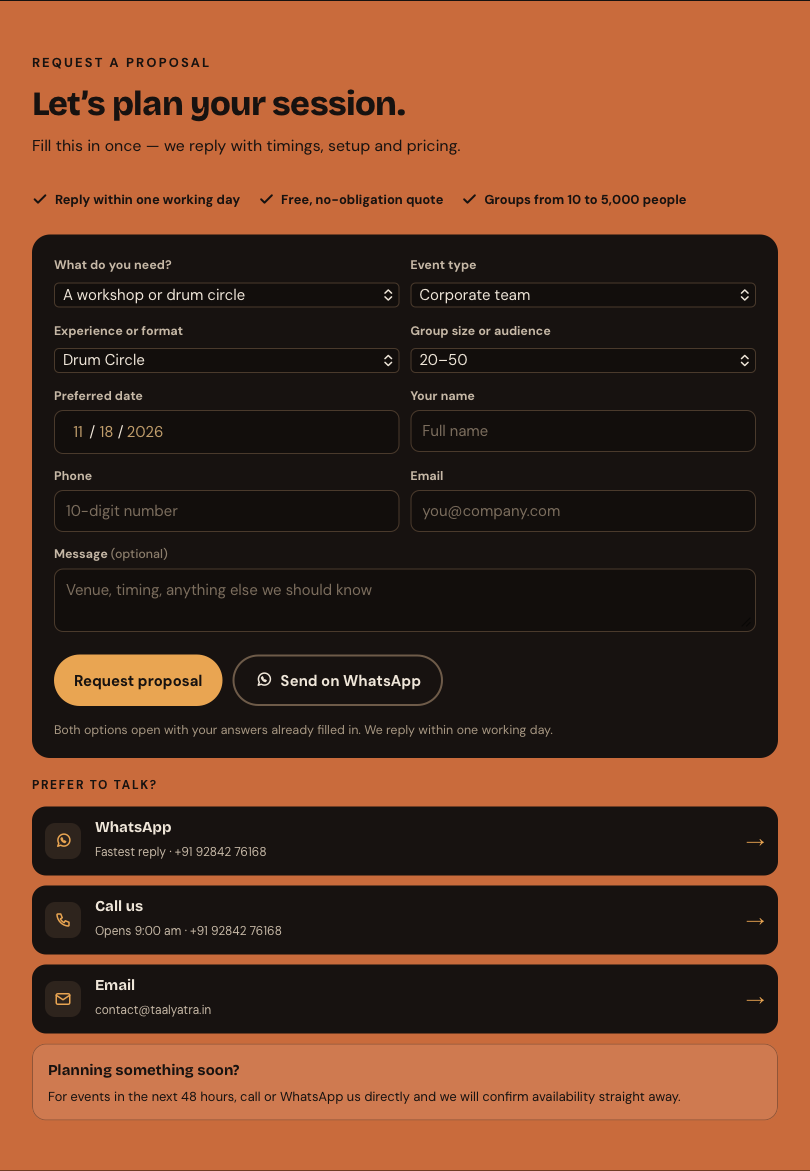 REQUEST A PROPOSAL
Let’s plan your session.
Fill this in once — we reply with timings, setup and pricing.
Reply within one working day Free, no-obligation quote Groups from 10 to 5,000 people
What do you need? Event type
A workshop or drum circle Corporate team
Experience or format Group size or audience
Drum Circle 20–50
Preferred date Your name
11 / 18 / 2026 Full name
Phone Email
10-digit number you@company.com
Message (optional)
Venue, timing, anything else we should know
Request proposal Send on WhatsApp
Both options open with your answers already filled in. We reply within one working day.
PREFER TO TALK?
WhatsApp
Fastest reply · +91 92842 76168
→
Call us
Opens 9:00 am · +91 92842 76168
→
Email
contact@taalyatra.in
→
Planning something soon?
For events in the next 48 hours, call or WhatsApp us directly and we will confirm availability straight away.